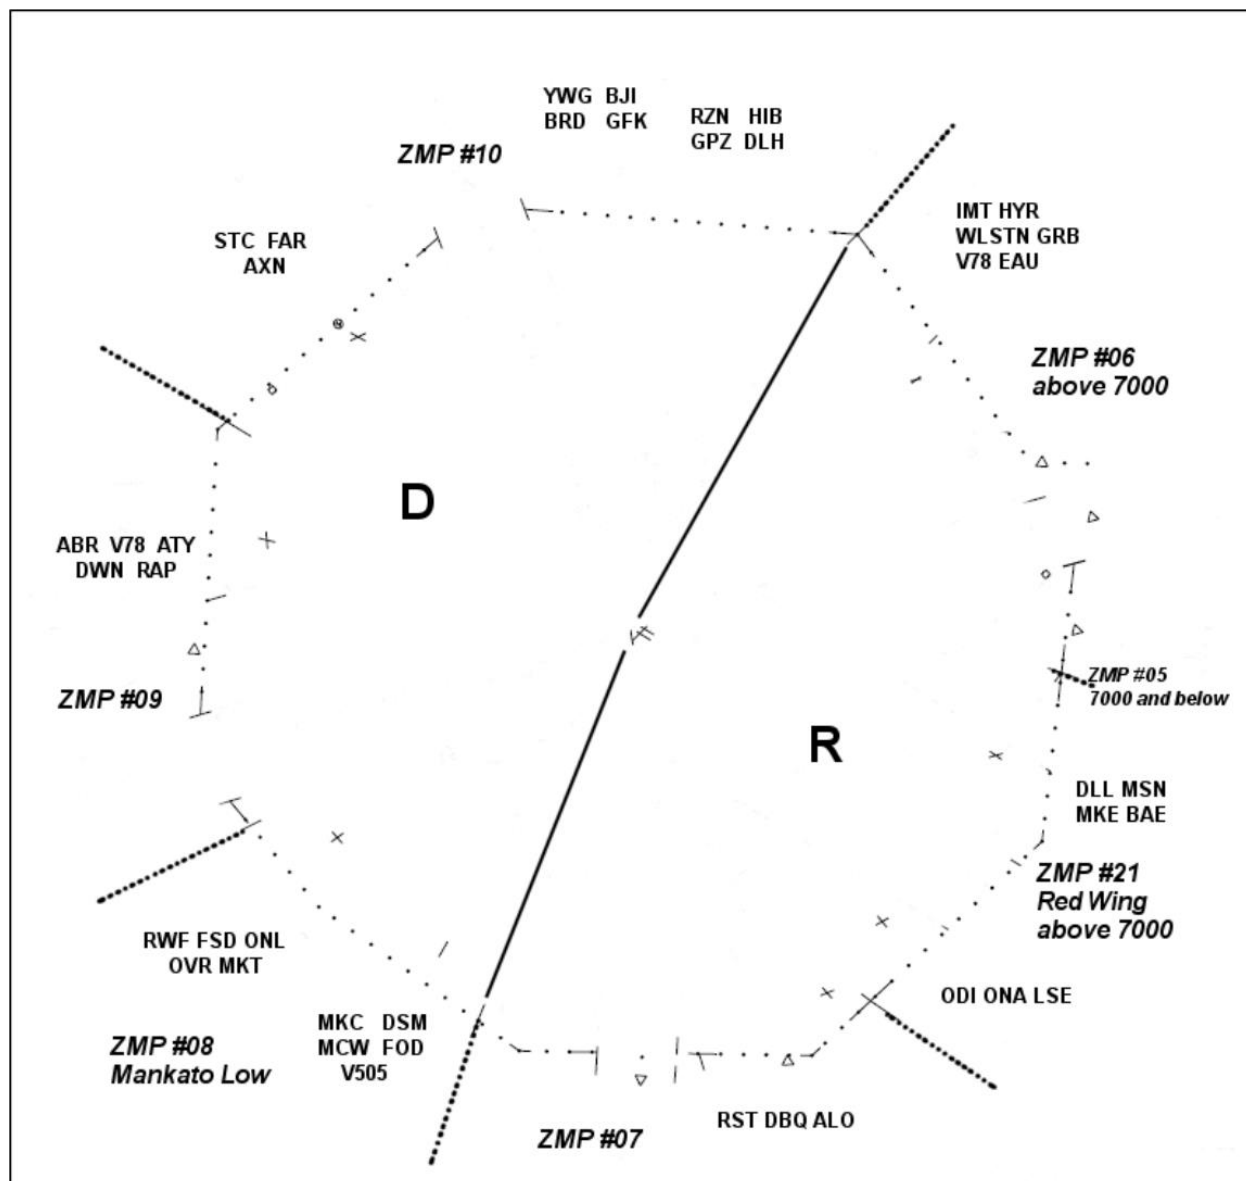 YWG BJI
BRD GFK
RZN HIB
GPZ DLH
ZMP #10
STC FAR
AXN
IMT HYR
WLSTN GRB
V78 EAU
ZMP #06
above 7000
D
ABR V78 ATY
DWN RAP
ZMP #09
ZMP #05
7000 and below
R
DLL MSN
MKE BAE
ZMP #21
Red Wing
above 7000
RWF FSD ONL
OVR MKT
ODI ONA LSE
MKC DSM
MCW FOD
V505
ZMP #08
Mankato Low
RST DBQ ALO
ZMP #07